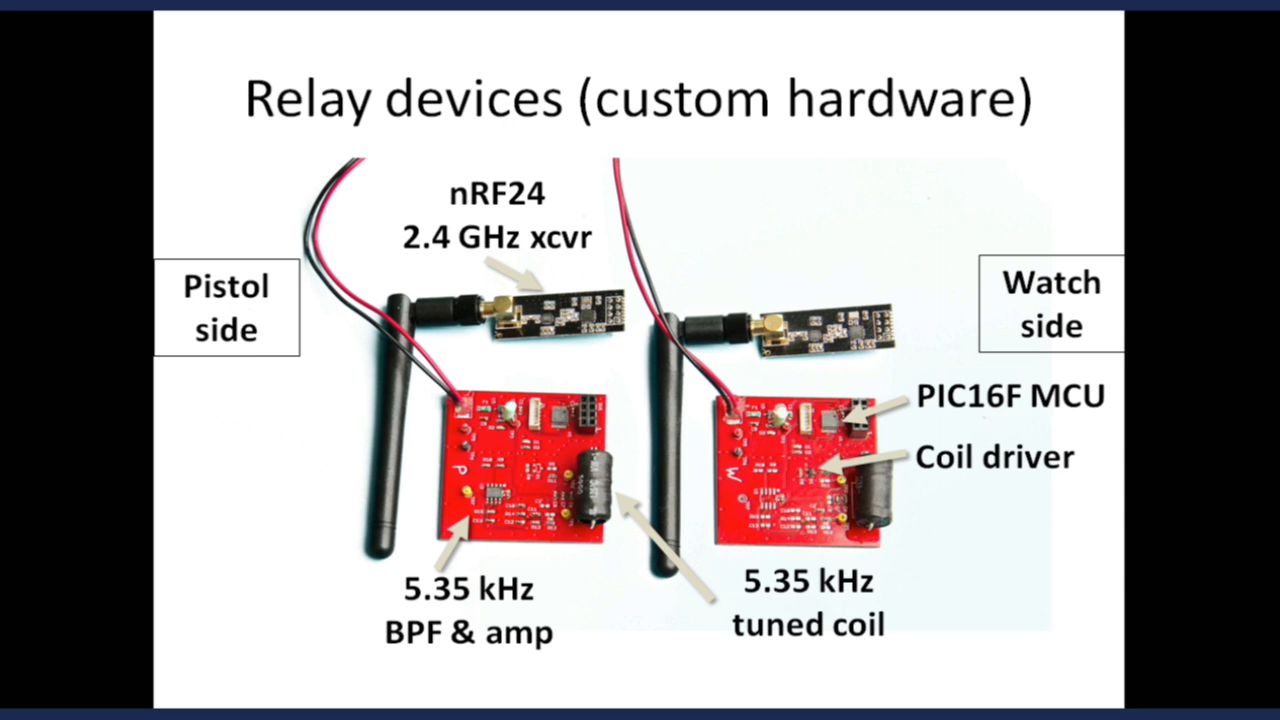 Relay devices (custom hardware)
nRF24
2.4 GHz xcvr
Pistol
side
Watch
side
PIC16F MCU
Coil driver
P
W
5.35 kHz
BPF & amp
5.35 kHz
tuned coil